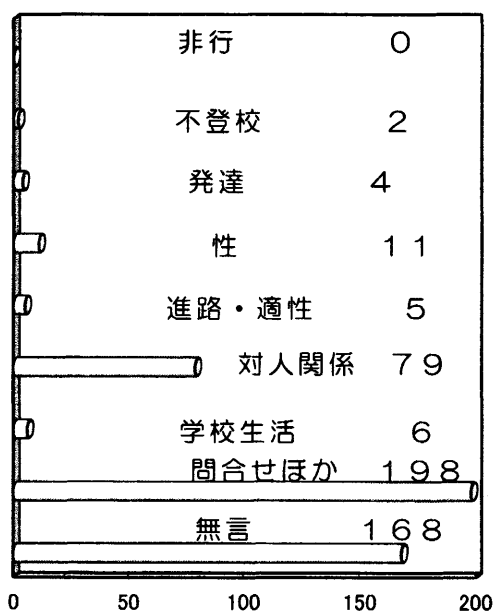 非行 0
不登校 2
発達 4
性 11
進路・適性 5
対人関係 79
学校生活 6
問合せほか 198
無言 168
0 50 100 150 200